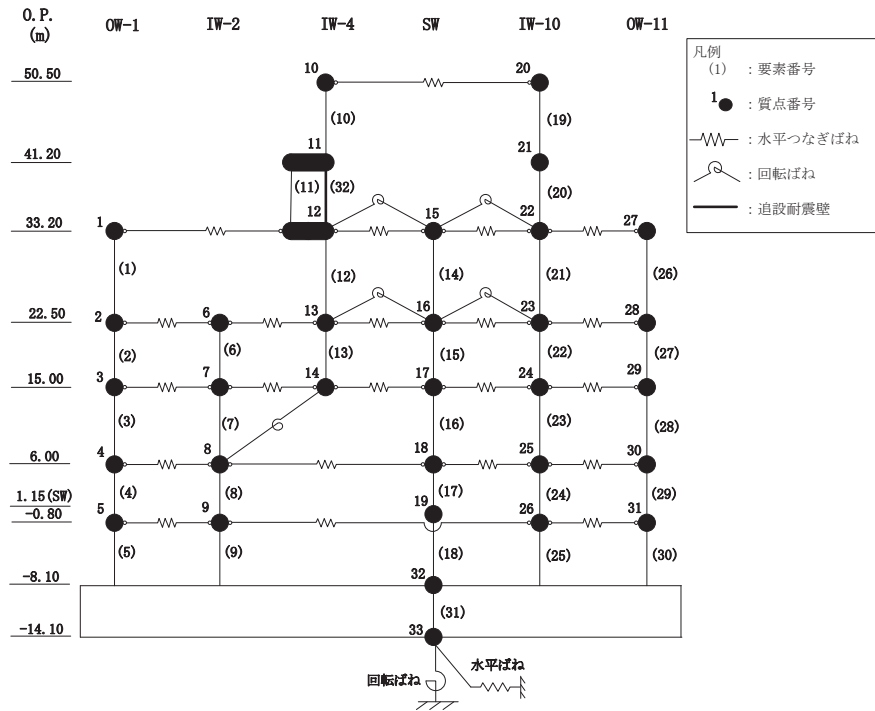 O.P.
(m)
OW-1 IW-2 IW-4 SW IW-10 OW-11
凡例
(1) : 要素番号
1 : 質点番号
: 水平つなぎばね
: 回転ばね
: 追設耐震壁
50.50 10 20
(10) (19)
41.20 11 21
(11) (32) (20)
33.20 1 12 15 22 27
(1) (12) (14) (21) (26)
22.50 2 6 13 16 23 28
(2) (6) (13) (15) (22) (27)
15.00 3 7 14 17 24 29
(3) (7) (16) (23) (28)
6.00 4 8 18 25 30
(4) (8) (17) (24) (29)
1.15(SW) 19
-0.80 5 9 26 31
(5) (9) (18) (25) (30)
-8.10 32
(31)
-14.10 33
回転ばね 水平ばね